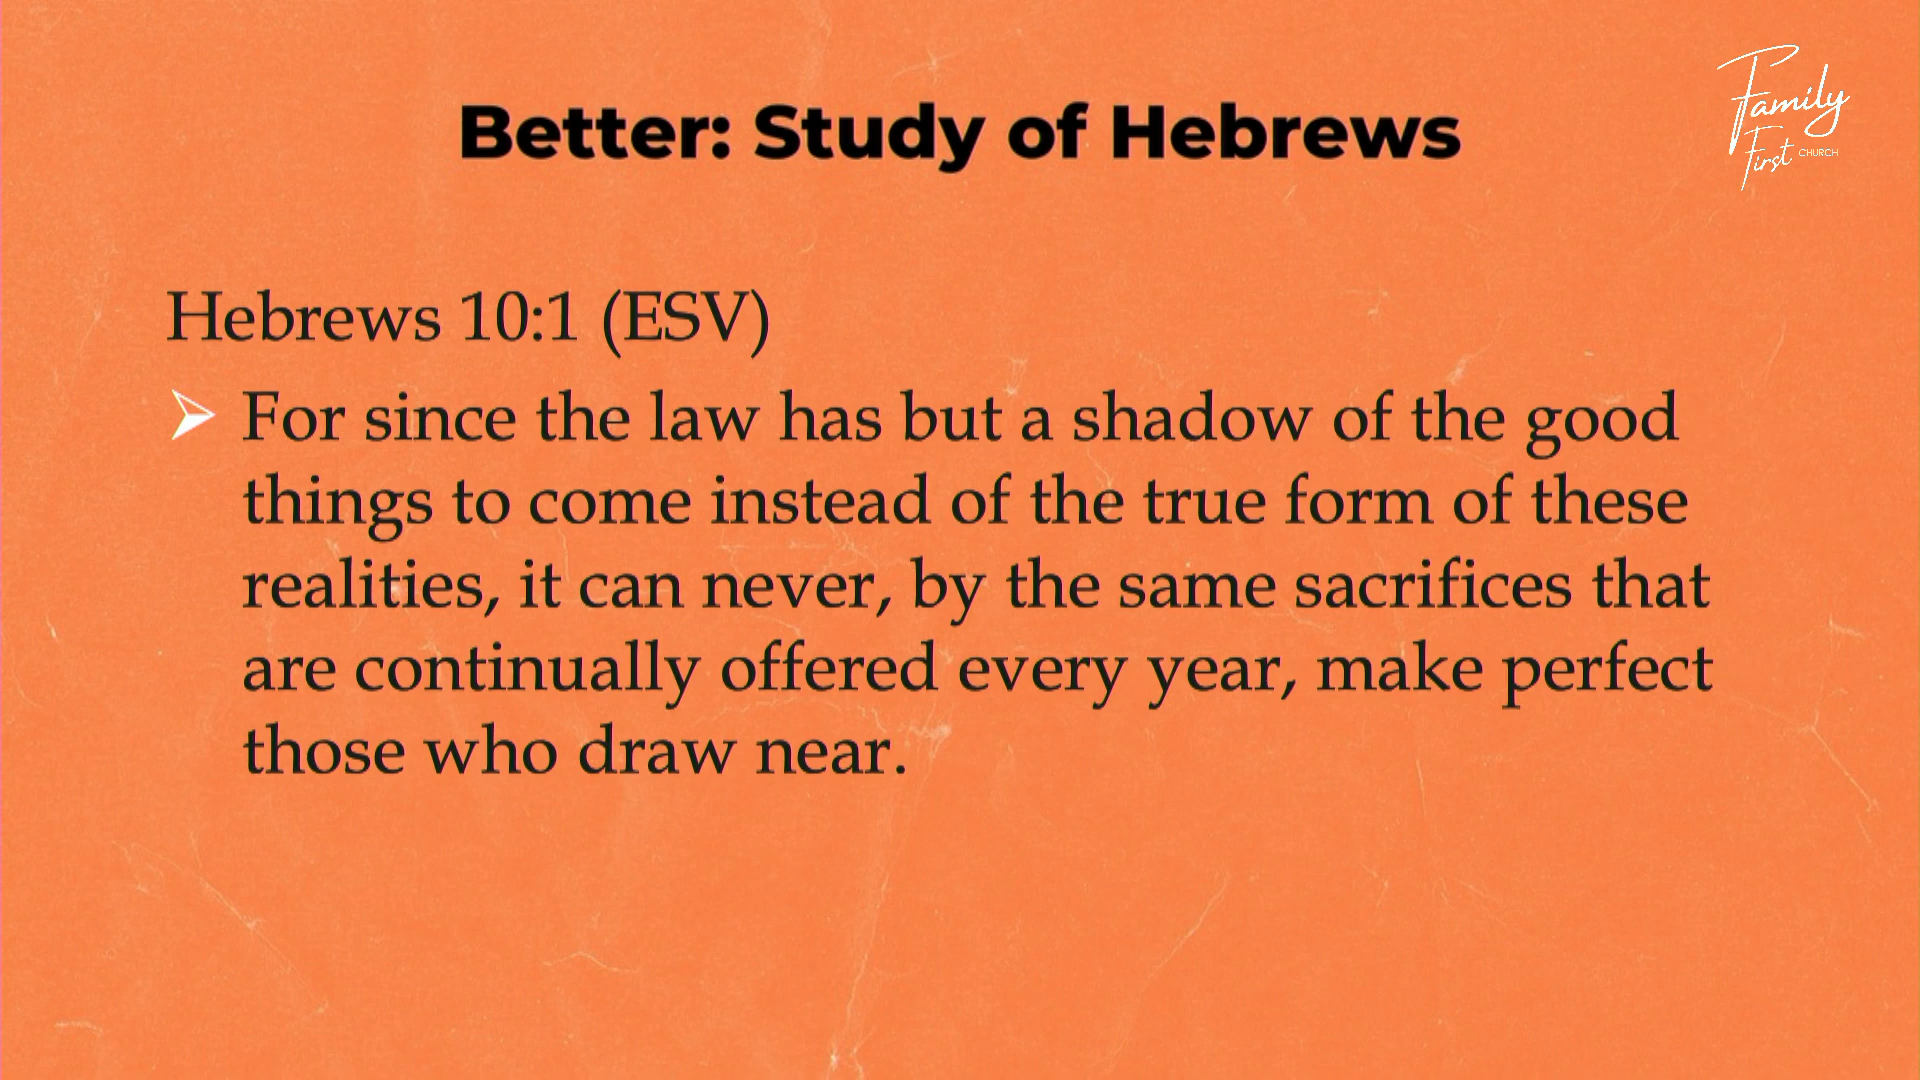 Better: Study of Hebrews
Family
First CHURCH
Hebrews 10:1 (ESV)
For since the law has but a shadow of the good
things to come instead of the true form of these
realities, it can never, by the same sacrifices that
are continually offered every year, make perfect
those who draw near.